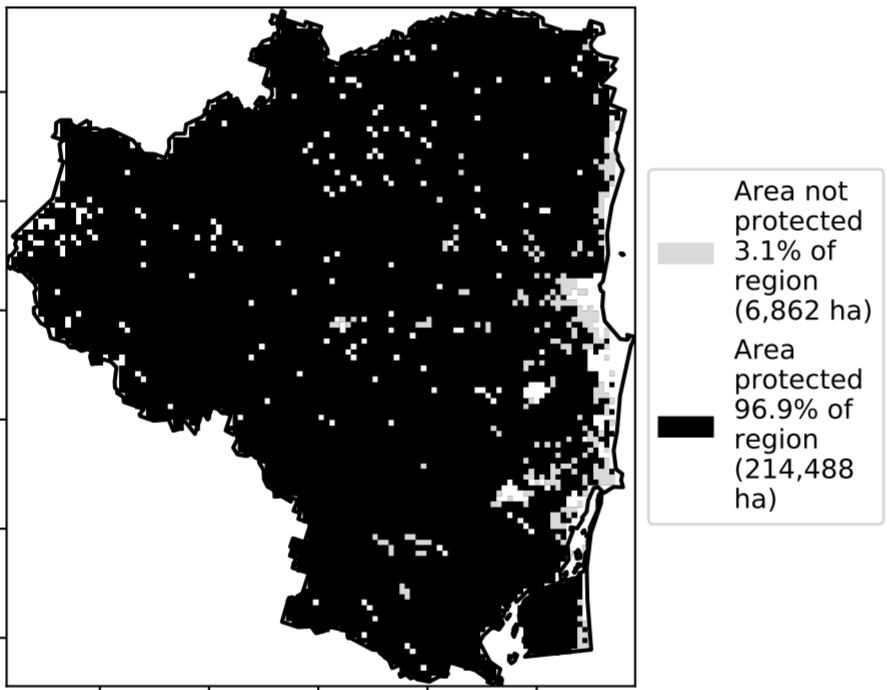 Area not
protected
3.1% of
region
(6,862 ha)
Area
protected
96.9% of
region
(214,488
ha)